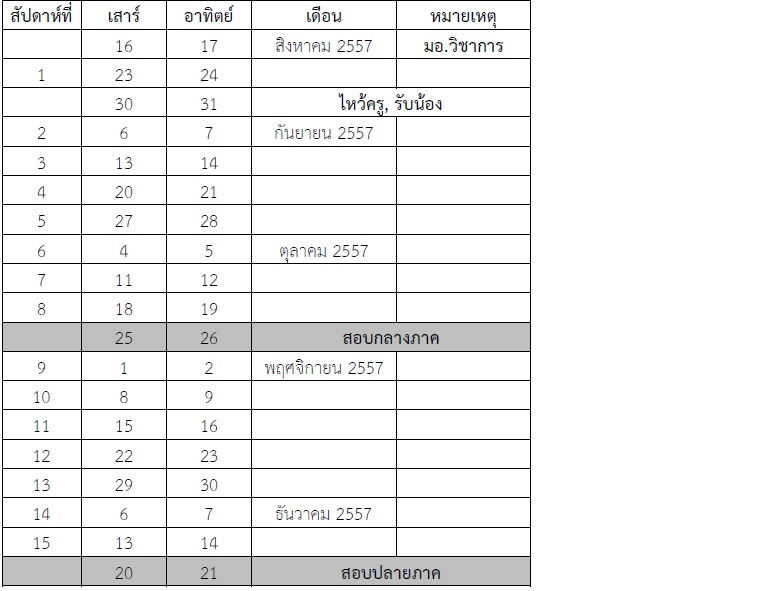 สัปดาห์ที่ เสาร์ อาทิตย์ เดือน หมายเหตุ
16 17 สิงหาคม 2557 มอ.วิชาการ
1 23 24
30 31 ไหว้ครู, รับน้อง
2 6 7 กันยายน 2557
3 13 14
4 20 21
5 27 28
6 4 5 ตุลาคม 2557
7 11 12
8 18 19
25 26 สอบกลางภาค
9 1 2 พฤศจิกายน 2557
10 8 9
11 15 16
12 22 23
13 29 30
14 6 7 ธันวาคม 2557
15 13 14
20 21 สอบปลายภาค